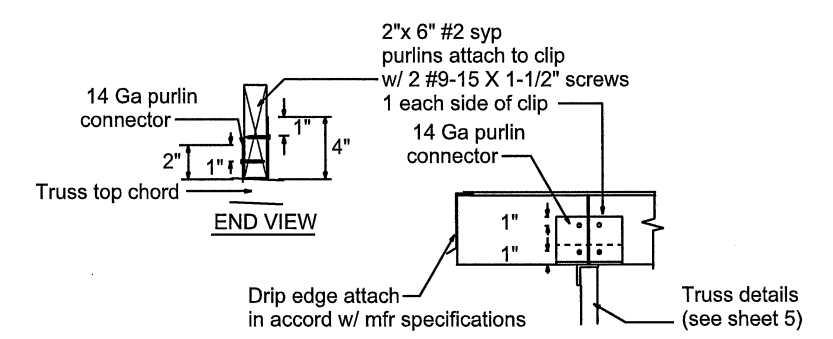 2"x 6" #2 syp
purlins attach to clip
w/ 2 #9-15 X 1-1/2" screws
1 each side of clip
14 Ga purlin
connector
1"
4"
2"
1"
Truss top chord
END VIEW
14 Ga purlin
connector
1"
1"
Drip edge attach
in accord w/ mfr specifications
Truss details
(see sheet 5)